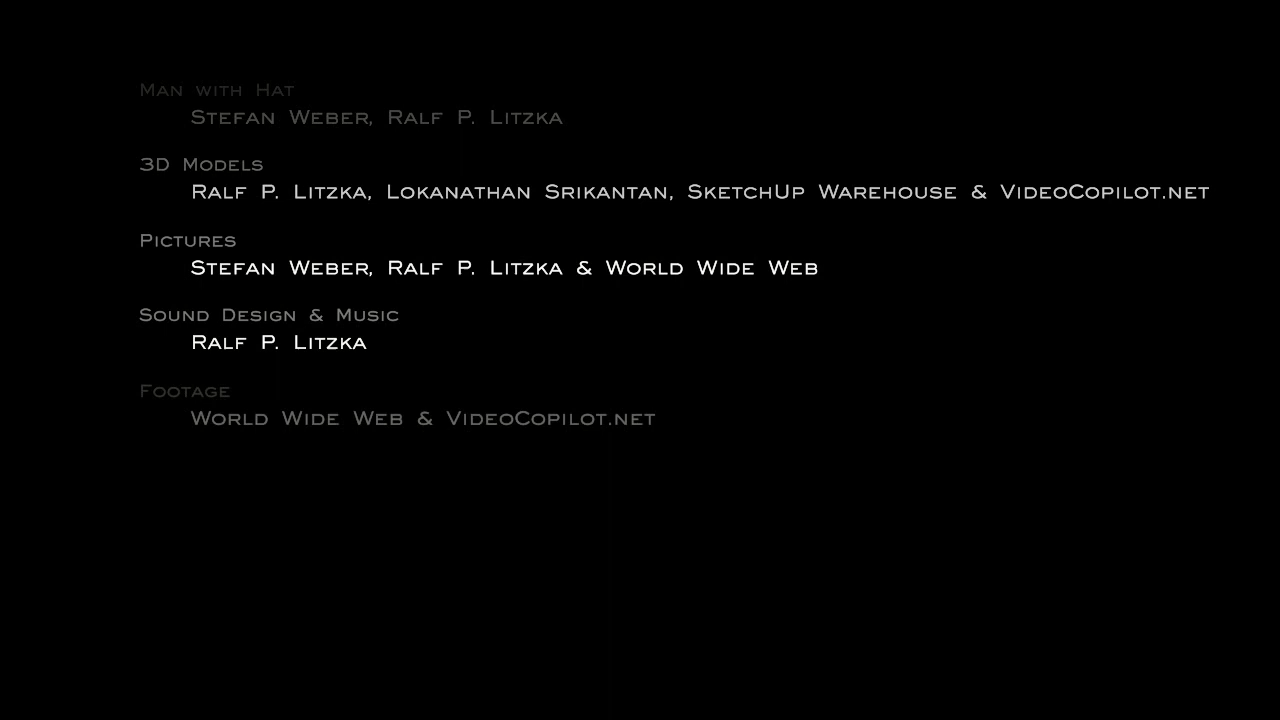 Man with Hat
Stefan Weber, Ralf P. Litzka
3D Models
Ralf P. Litzka, Lokanathan Srikantan, SketchUp Warehouse & VideoCopilot.net
Pictures
Stefan Weber, Ralf P. Litzka & World Wide Web
Sound Design & Music
Ralf P. Litzka
Footage
World Wide Web & VideoCopilot.net